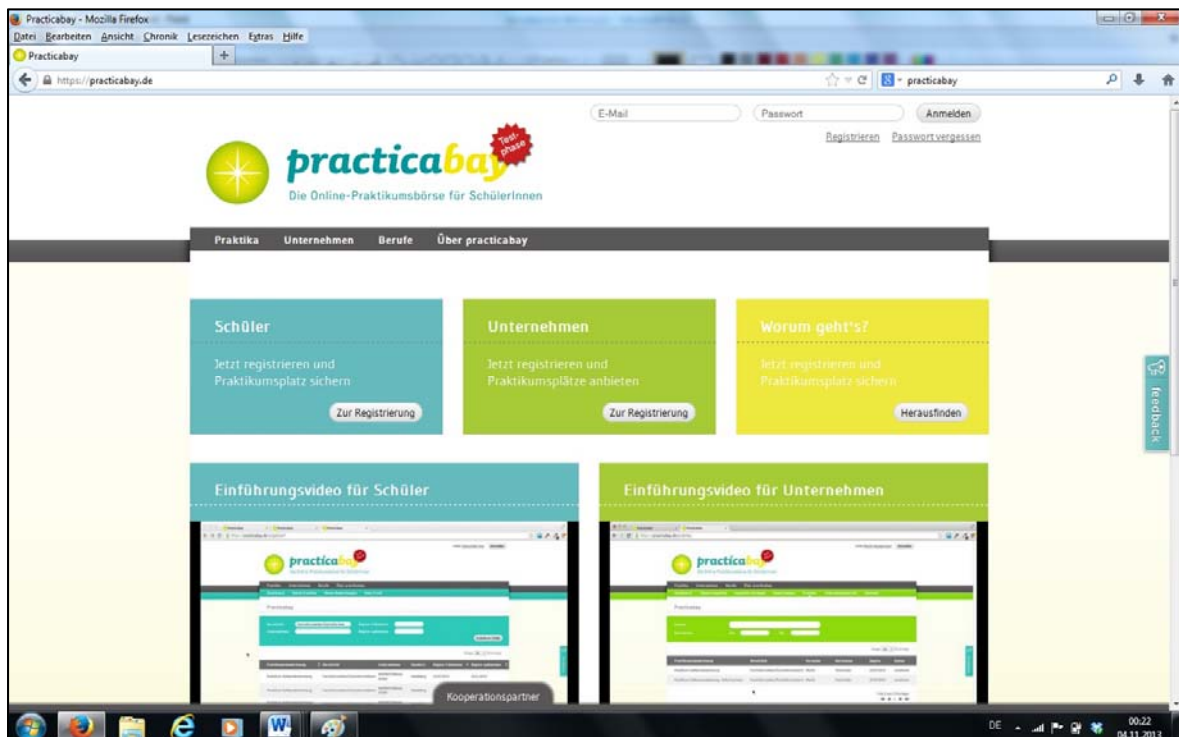 Practicabay - Mozilla Firefox
Datei Bearbeiten Ansicht Chronik Lesezeichen Extras Hilfe
Practicabay
https://practicabay.de
practicabay
E-Mail
Passwort
Anmelden
Registrieren Passwort vergessen
practicabay
Test-
phase
Die Online-Praktikumsbörse für SchülerInnen
Praktika Unternehmen Berufe Über practicabay
Schüler
Jetzt registrieren und
Praktikumsplatz sichern
Zur Registrierung
Unternehmen
Jetzt registrieren und
Praktikumsplätze anbieten
Zur Registrierung
Worum geht's?
Jetzt registrieren und
Praktikumsplatz sichern
Herausfinden
feedback
Einführungsvideo für Schüler
Einführungsvideo für Unternehmen
practicabay
practicabay
Practicabay
Practicabay
Kooperationspartner
DE
00:22
04.11.2013